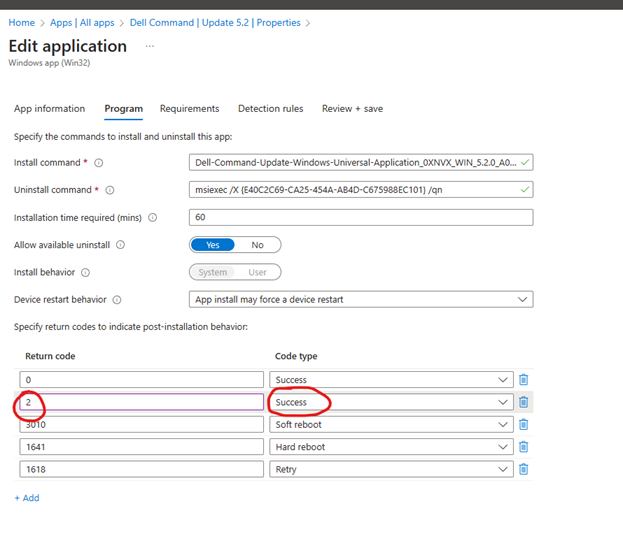 Home > Apps | All apps > Dell Command | Update 5.2 | Properties >
Edit application ...
Windows app (Win32)
App information Program Requirements Detection rules Review + save
Specify the commands to install and uninstall this app:
Install command * Dell-Command-Update-Windows-Universal-Application_0XNVX_WIN_5.2.0_A0...
Uninstall command * msiexec /X {E40C2C69-CA25-454A-AB4D-C675988EC101} /qn
Installation time required (mins) 60
Allow available uninstall Yes No
Install behavior System User
Device restart behavior App install may force a device restart
Specify return codes to indicate post-installation behavior:
Return code Code type
0 Success
2 Success
3010 Soft reboot
1641 Hard reboot
1618 Retry
+ Add